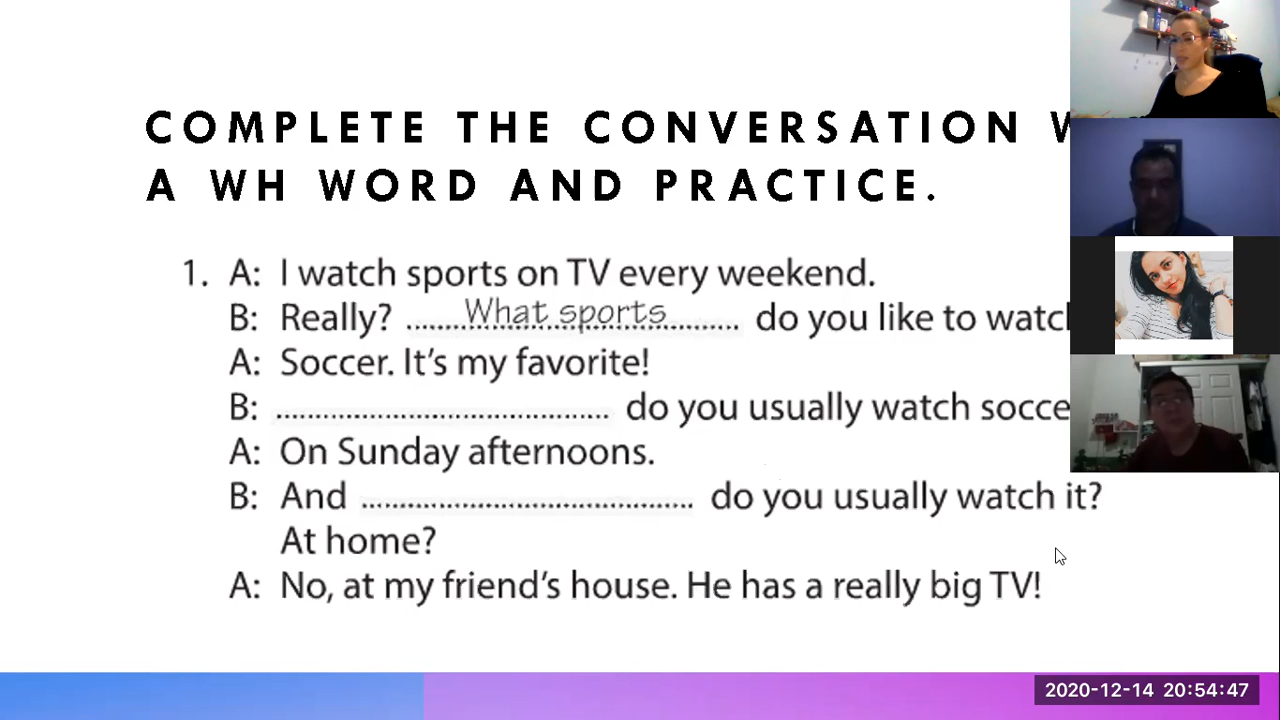 COMPLETE THE CONVERSATION
A WH WORD AND PRACTICE.
1. A: I watch sports on TV every weekend.
B: Really? What sports do you like to
A: Soccer. It's my favorite!
B: ........................................ do you usually watch
A: On Sunday afternoons.
B: And ........................................ do you usually watch it?
At home?
A: No, at my friend's house. He has a really big TV!
2020-12-14 20:54:47